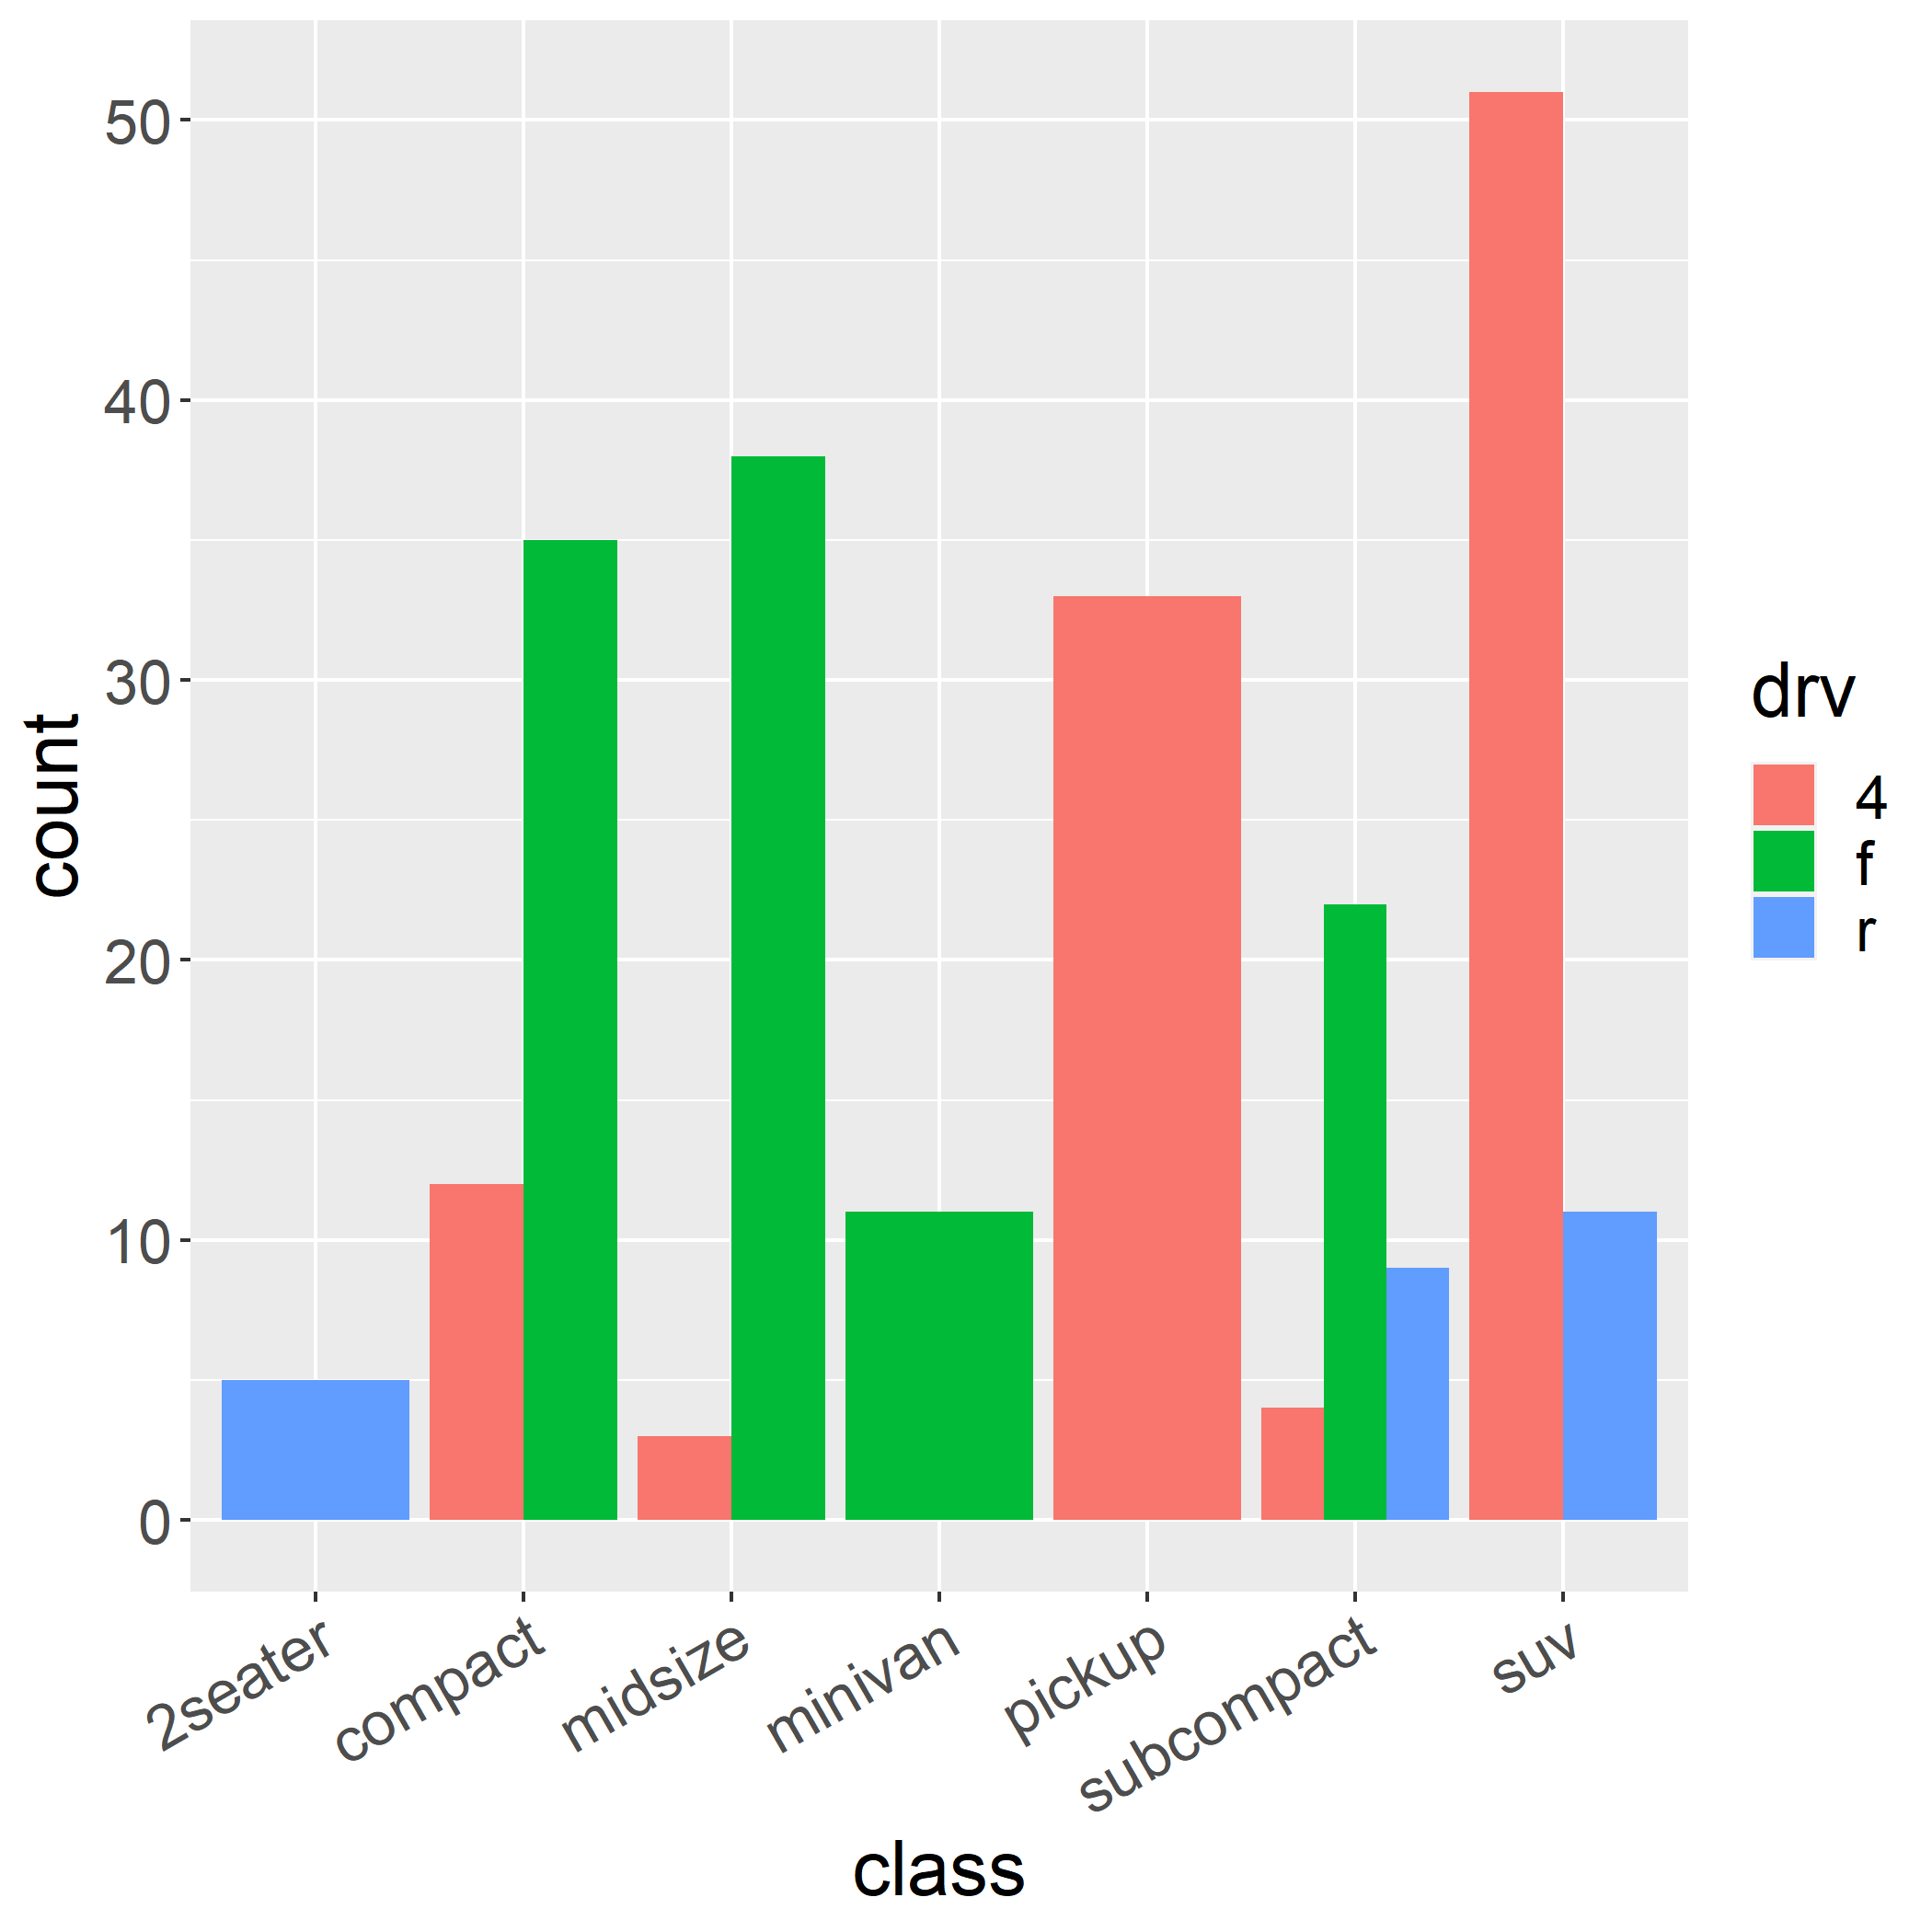 count
50
40
30
20
10
0
2seater
compact
midsize
minivan
pickup
subcompact
suv
class
drv
4
f
r